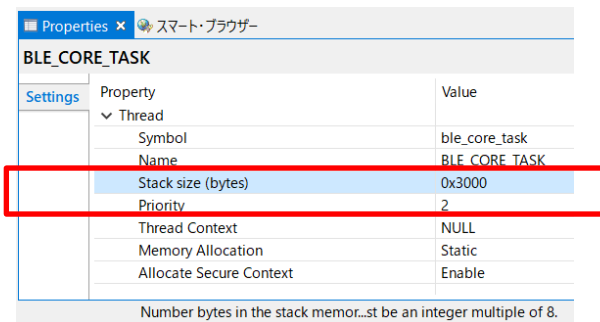 Properties × スマート・ブラウザー
BLE_CORE_TASK
Settings
Property Value
Thread
Symbol ble_core_task
Name BLE_CORE_TASK
Stack size (bytes) 0x3000
Priority 2
Thread Context NULL
Memory Allocation Static
Allocate Secure Context Enable
Number bytes in the stack memor...st be an integer multiple of 8.